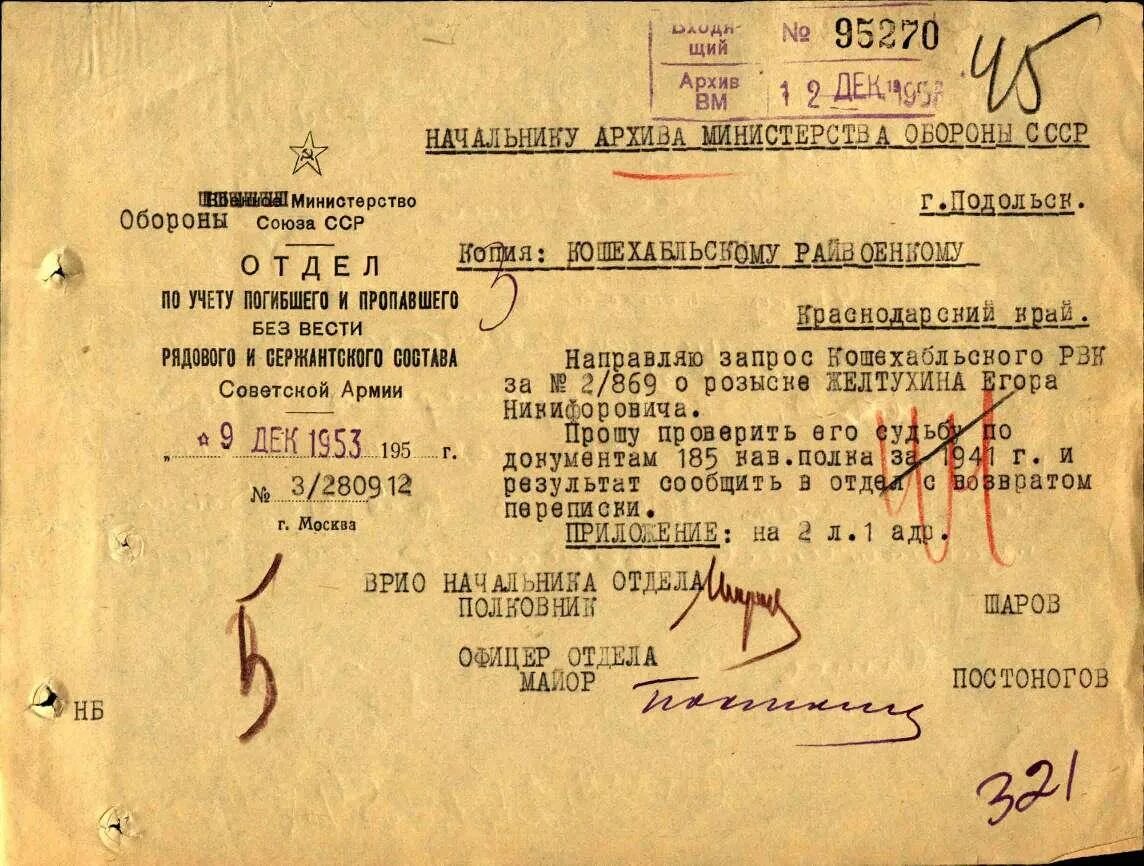 Входя-
щий № 95270
Архив
ВМ 12 ДЕК 195
45
НАЧАЛЬНИКУ АРХИВА МИНИСТЕРСТВА ОБОРОНЫ СССР
г.Подольск.
Министерство
Обороны Союза ССР
ОТДЕЛ
ПО УЧЕТУ ПОГИБШЕГО И ПРОПАВШЕГО
БЕЗ ВЕСТИ
РЯДОВОГО И СЕРЖАНТСКОГО СОСТАВА
Советской Армии
9 ДЕК 1953 195 г.
№ 3/280912
г. Москва
Копия: КОШЕХАБЛЬСКОМУ РАЙВОЕНКОМУ
Краснодарский край.
Направляю запрос Кошехабльского РВК
за № 2/869 о розыске ЖЕЛТУХИНА Егора
Никифоровича.
Прошу проверить его судьбу по
документам 185 кав.полка за 1941 г. и
результат сообщить в отдел с возвратом
переписки.
ПРИЛОЖЕНИЕ: на 2 л.1 адр.
ВРИО НАЧАЛЬНИКА ОТДЕЛА
ПОЛКОВНИК ШАРОВ
ОФИЦЕР ОТДЕЛА
МАЙОР ПОСТОНОГОВ
НБ
321